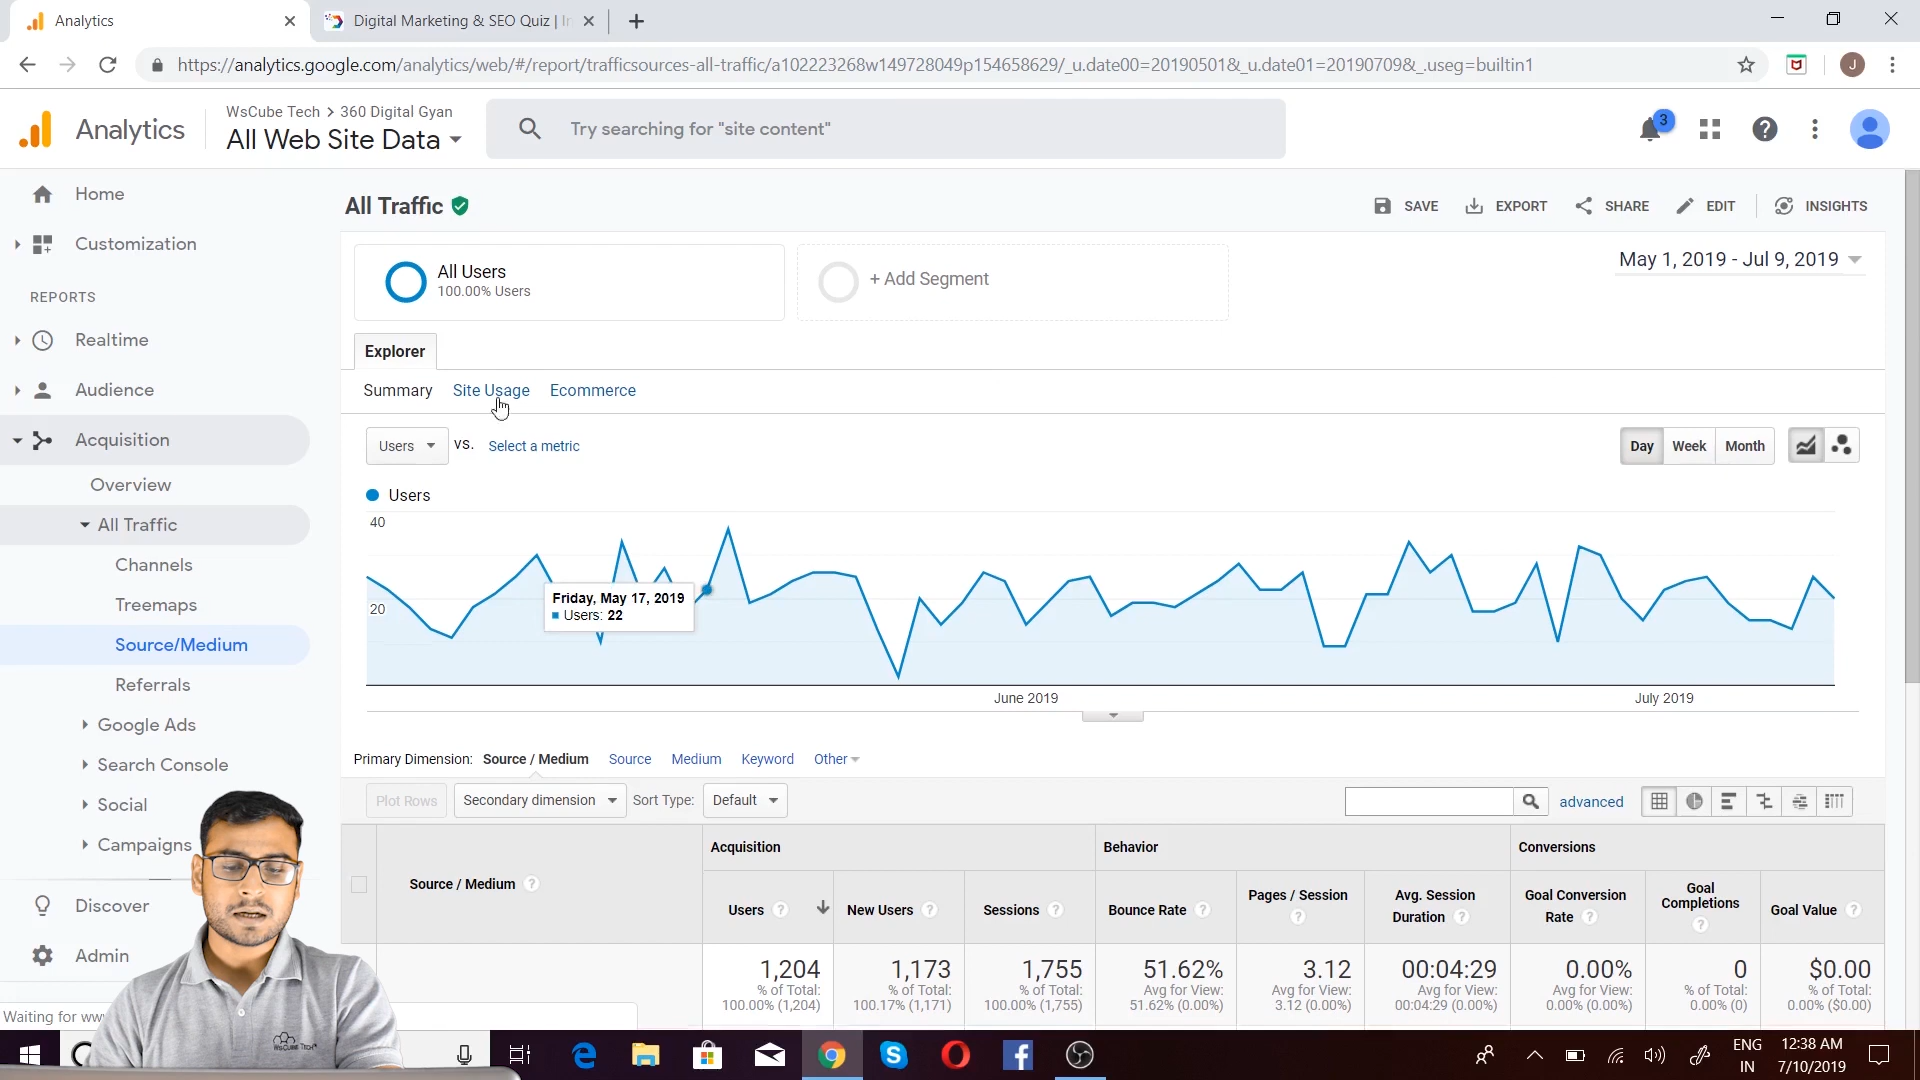 Analytics
Digital Marketing & SEO Quiz | In
https://analytics.google.com/analytics/web/#/report/trafficsources-all-traffic/a102223268w149728049p154658629/_u.date00=20190501&_u.date01=20190709&_.useg=builtin1
J
Analytics
WsCube Tech > 360 Digital Gyan
All Web Site Data
Try searching for "site content"
3
Home
Customization
REPORTS
Realtime
Audience
Acquisition
Overview
All Traffic
Channels
Treemaps
Source/Medium
Referrals
Google Ads
Search Console
Social
Campaigns
Discover
Admin
All Traffic
SAVE
EXPORT
SHARE
EDIT
INSIGHTS
All Users
100.00% Users
+ Add Segment
May 1, 2019 - Jul 9, 2019
Explorer
Summary
Site Usage
Ecommerce
Users
VS.
Select a metric
Day
Week
Month
Users
40
20
Friday, May 17, 2019
Users: 22
June 2019
July 2019
Primary Dimension:
Source / Medium
Source
Medium
Keyword
Other
Plot Rows
Secondary dimension
Sort Type:
Default
advanced
Source / Medium
Acquisition
Behavior
Conversions
Users
New Users
Sessions
Bounce Rate
Pages / Session
Avg. Session
Duration
Goal Conversion
Rate
Goal
Completions
Goal Value
1,204
% of Total:
100.00% (1,204)
1,173
% of Total:
100.17% (1,171)
1,755
% of Total:
100.00% (1,755)
51.62%
Avg for View:
51.62% (0.00%)
3.12
Avg for View:
3.12 (0.00%)
00:04:29
Avg for View:
00:04:29 (0.00%)
0.00%
Avg for View:
0.00% (0.00%)
0
% of Total:
0.00% (0)
$0.00
% of Total:
0.00% ($0.00)
Waiting for ww
WsCube Tech
ENG
IN
12:38 AM
7/10/2019